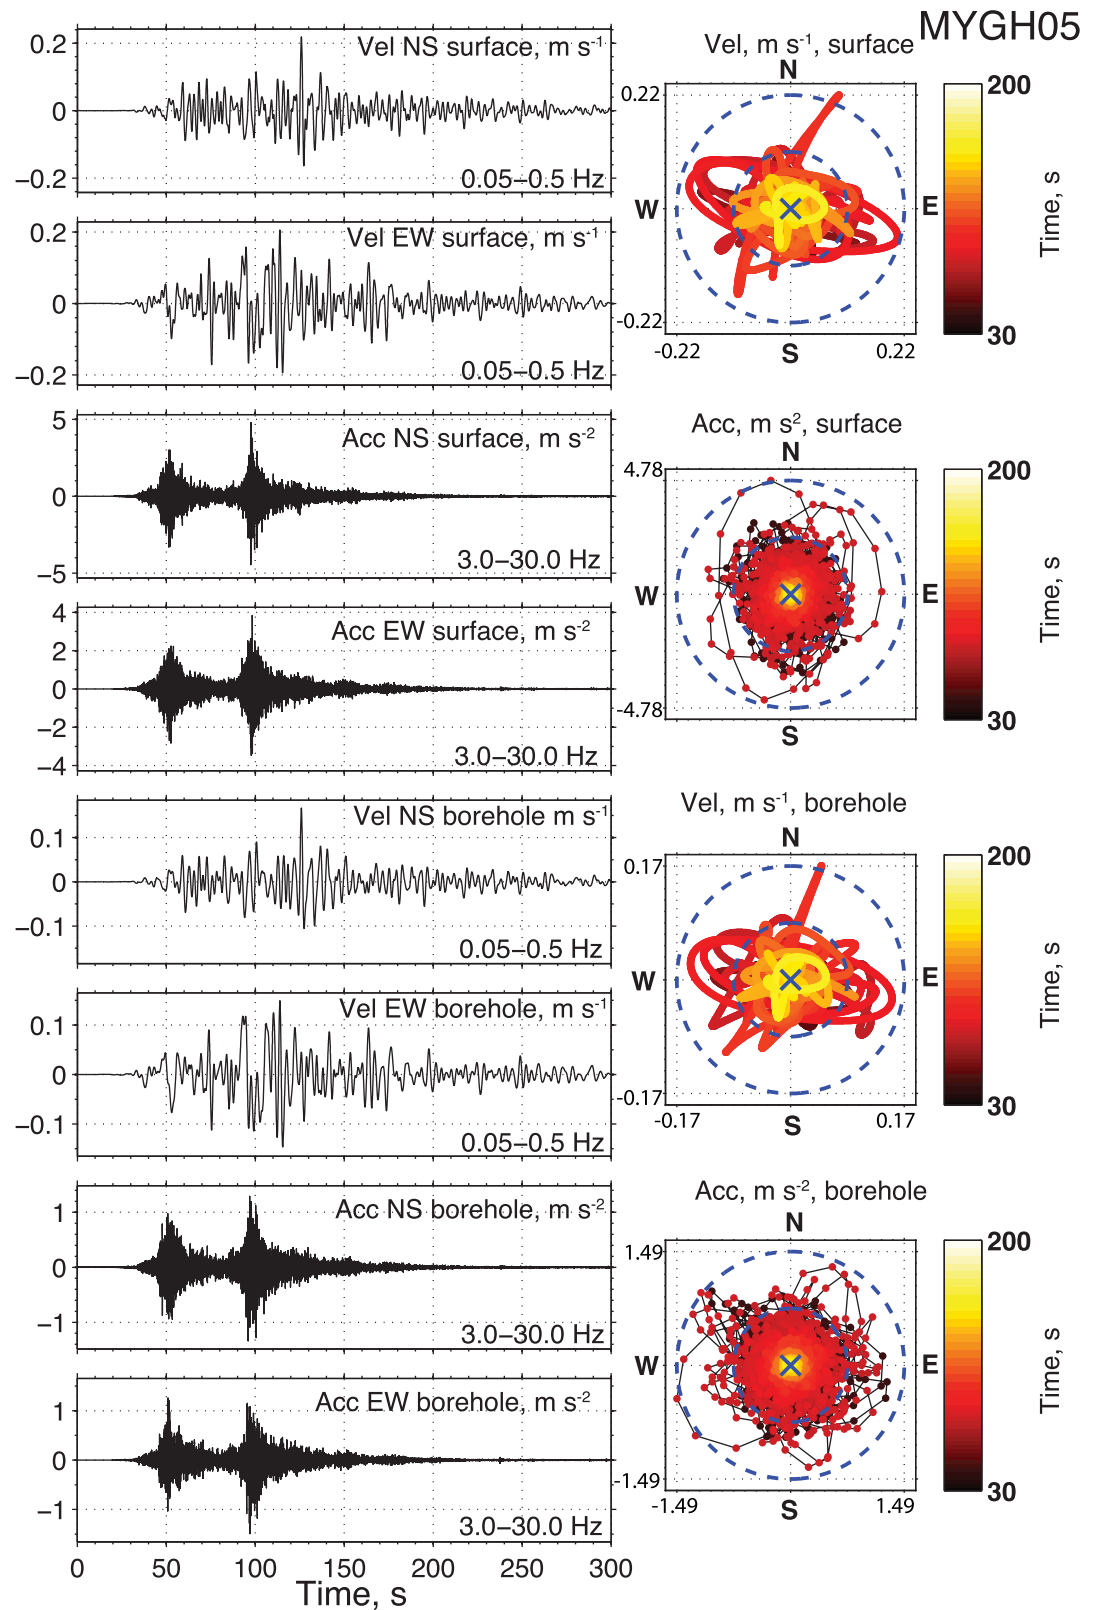 MYGH05
0.2
0
−0.2
Vel NS surface, m s-1
0.05−0.5 Hz
0.2
0
−0.2
Vel EW surface, m s-1
0.05−0.5 Hz
5
0
−5
Acc NS surface, m s-2
3.0−30.0 Hz
4
2
0
−2
−4
Acc EW surface, m s-2
3.0−30.0 Hz
0.1
0
−0.1
Vel NS borehole m s-1
0.05−0.5 Hz
0.1
0
−0.1
Vel EW borehole, m s-1
0.05−0.5 Hz
1
0
−1
Acc NS borehole, m s-2
3.0−30.0 Hz
1
0
−1
Acc EW borehole, m s-2
3.0−30.0 Hz
0 50 100 150 200 250 300
Time, s
Vel, m s-1, surface
N
0.22
W
E
-0.22
-0.22 0.22
S
200
Time, s
30
Acc, m s2, surface
N
4.78
W
E
-4.78
S
200
Time, s
30
Vel, m s-1, borehole
N
0.17
W
E
-0.17
-0.17 0.17
S
200
Time, s
30
Acc, m s-2, borehole
N
1.49
W
E
-1.49
-1.49 1.49
S
200
Time, s
30